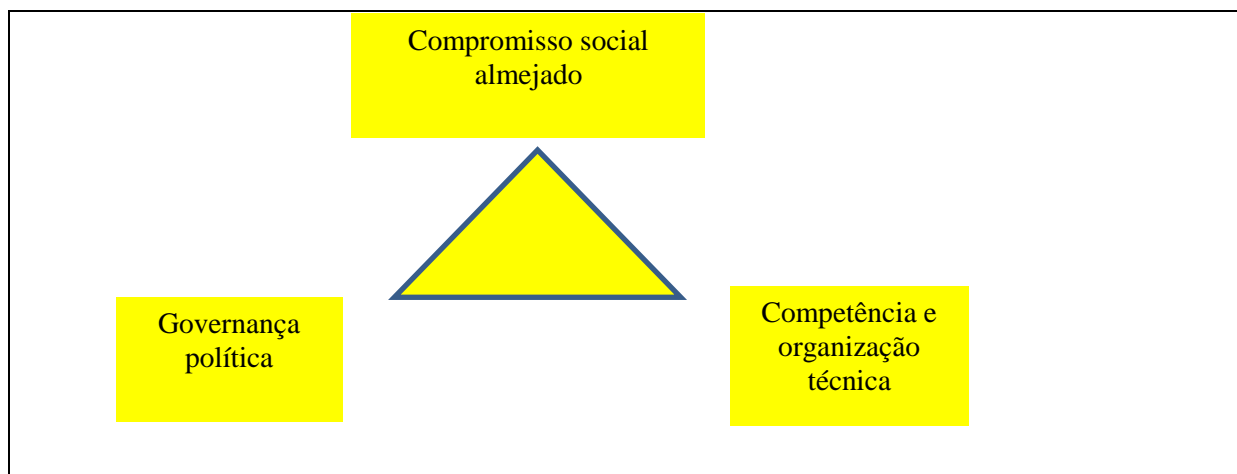 Compromisso social
almejado
Governança
política
Competência e
organização
técnica